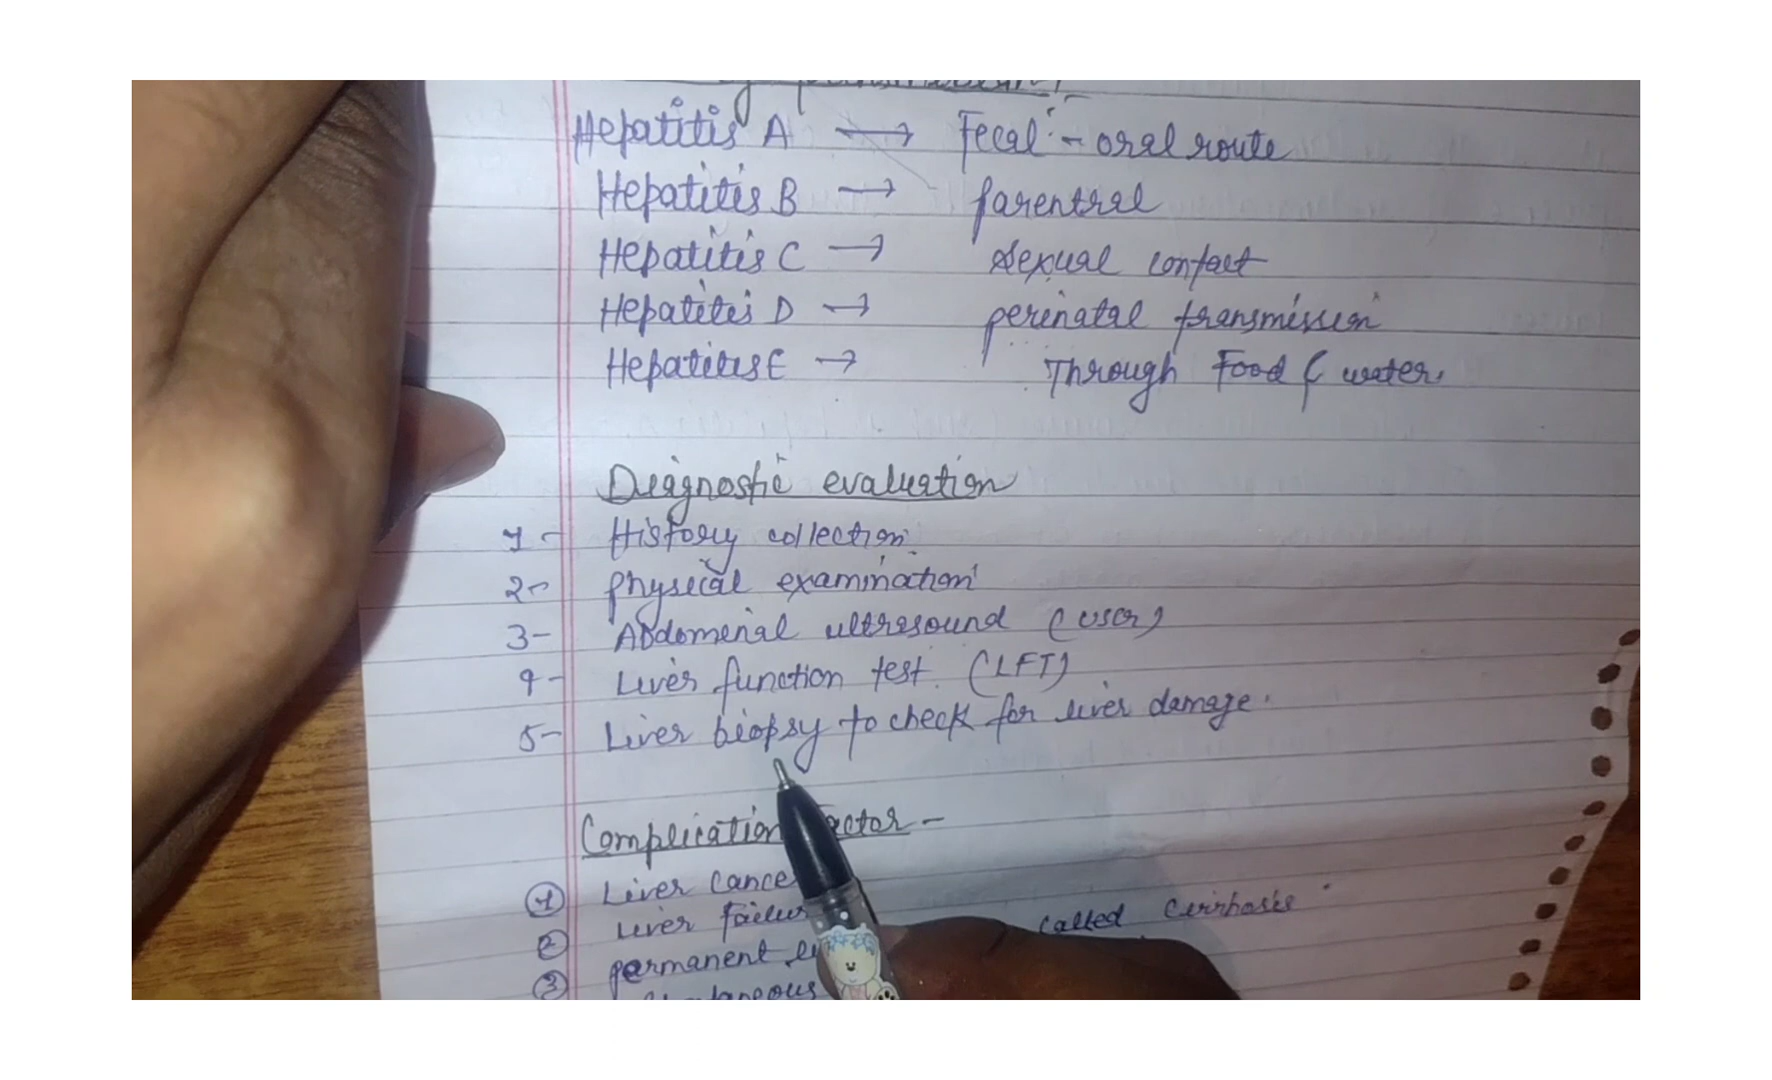 Hepatitis A → Fecal - oral route
Hepatitis B → parentral
Hepatitis C → sexual contact
Hepatitis D → perinatal transmission
Hepatitis E → Through Food & water.
Diagnostic evaluation
1- History collection
2- physical examination
3- Abdominal ultrasound (USG)
4- Liver function test (LFT)
5- Liver biopsy to check for liver damage.
Complication -
① Liver
② Liver
③ permanent called Cirrhosis